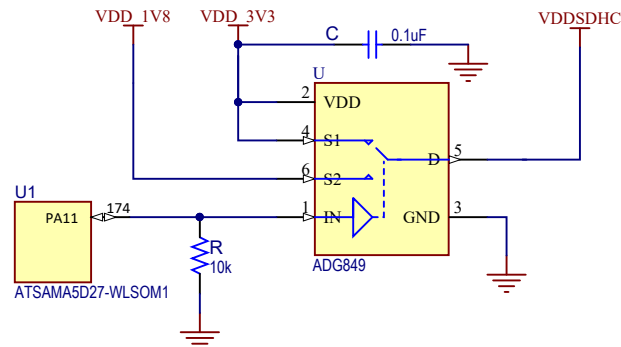 VDD_1V8
VDD_3V3
VDDSDHC
C
0.1uF
U
2
VDD
4
S1
D
5
6
S2
U1
PA11
174
1
IN
GND
3
R
10k
ADG849
ATSAMA5D27-WLSOM1